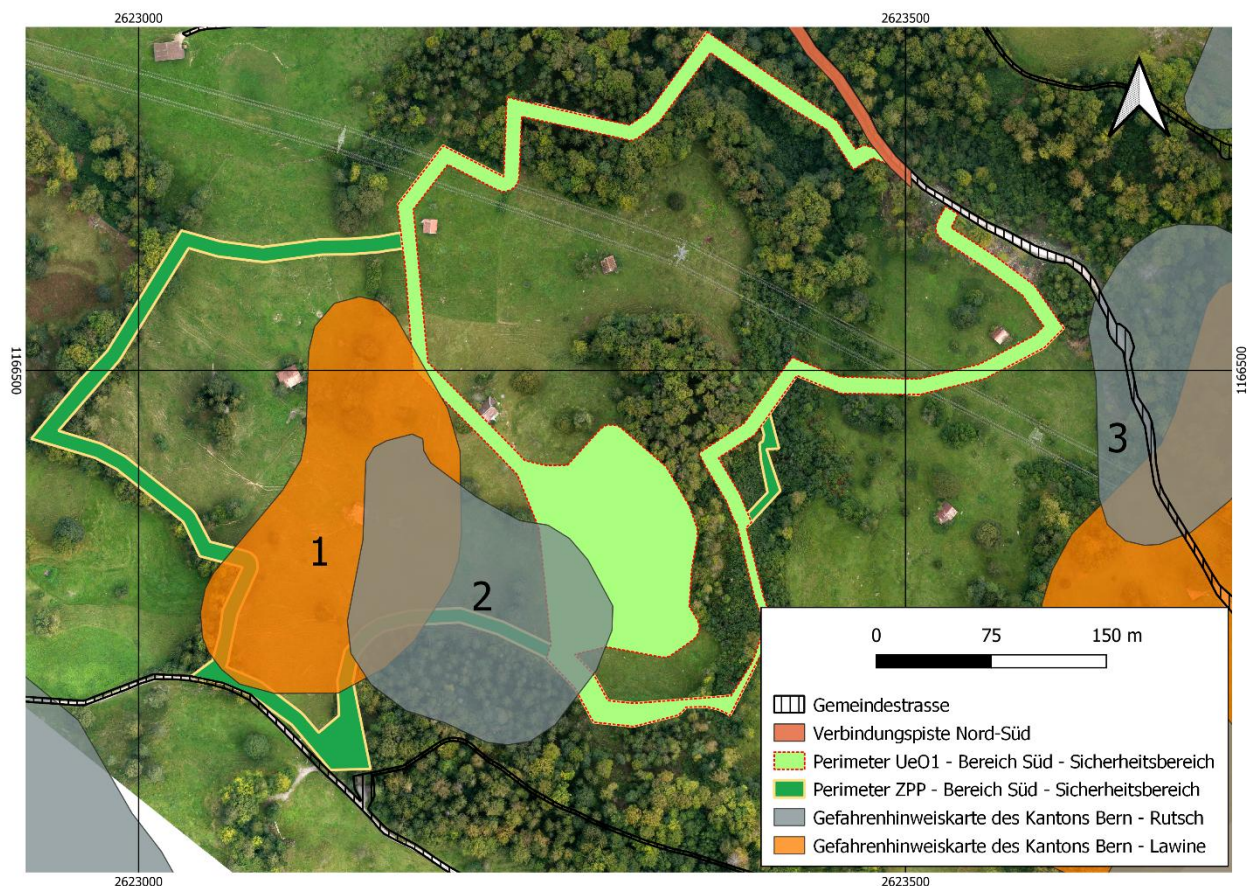 2623000
2623500
1166500
1166500
1
2
3
0
75
150 m
Gemeindestrasse
Verbindungspiste Nord-Süd
Perimeter UeO1 - Bereich Süd - Sicherheitsbereich
Perimeter ZPP - Bereich Süd - Sicherheitsbereich
Gefahrenhinweiskarte des Kantons Bern - Rutsch
Gefahrenhinweiskarte des Kantons Bern - Lawine
2623000
2623500